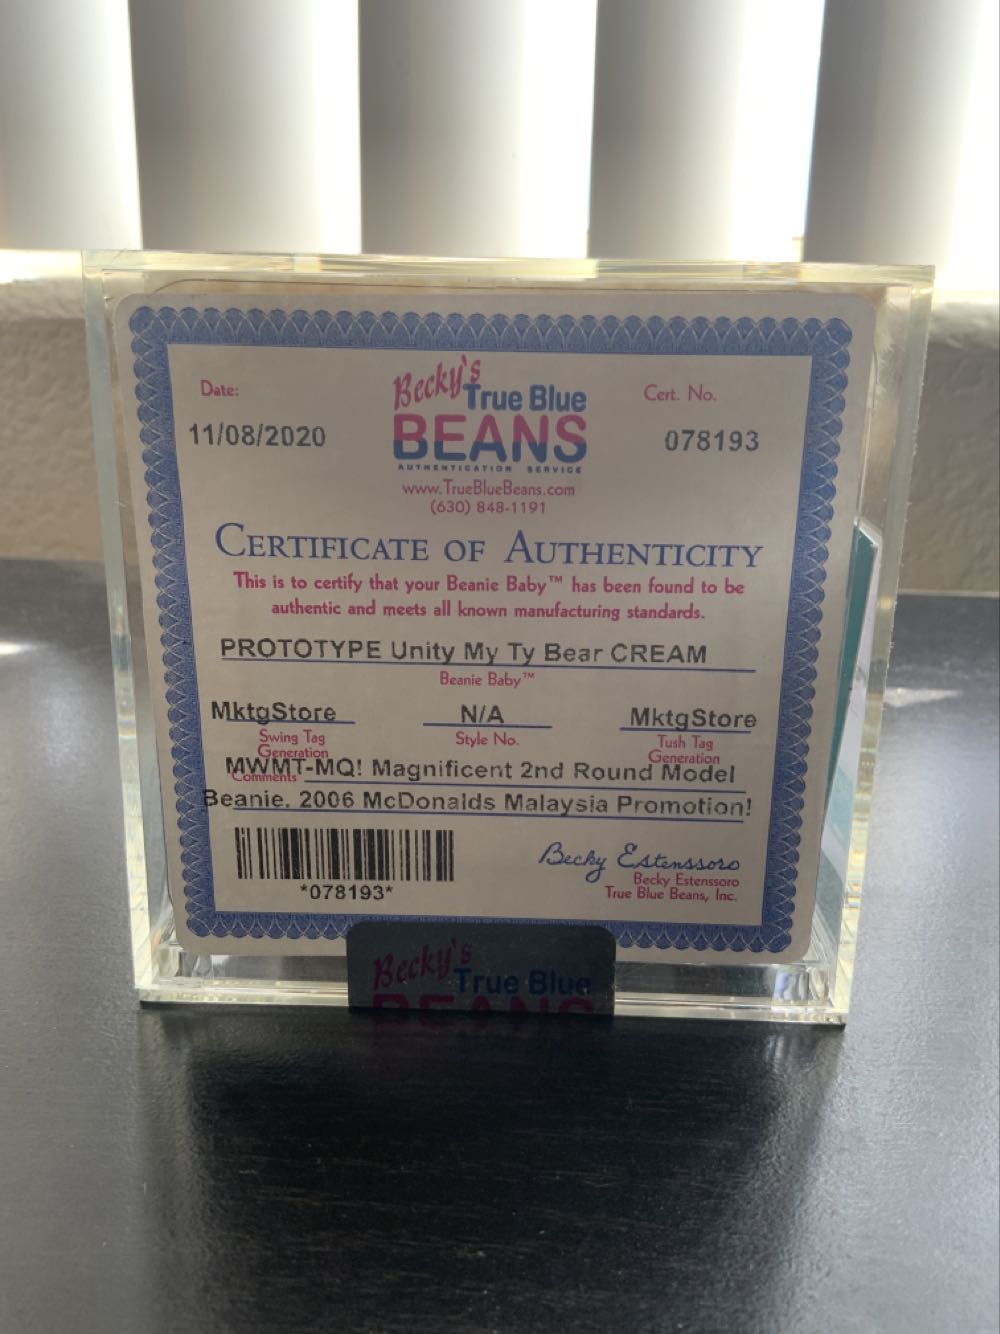 Date:
Becky's
True Blue
Cert. No.
11/08/2020
BEANS
078193
AUTHENTICATION SERVICE
www.TrueBlueBeans.com
(630) 848-1191
CERTIFICATE OF AUTHENTICITY
This is to certify that your Beanie Baby™ has been found to be
authentic and meets all known manufacturing standards.
PROTOTYPE Unity My Ty Bear CREAM
Beanie Baby™
MktgStore N/A MktgStore
Swing Tag Generation
Style No.
Tush Tag Generation
Comments MWMT-MQ! Magnificent 2nd Round Model
Beanie. 2006 McDonalds Malaysia Promotion!
*078193*
Becky Estenssoro
Becky Estenssoro
True Blue Beans, Inc.
Becky's
True Blue
BEANS